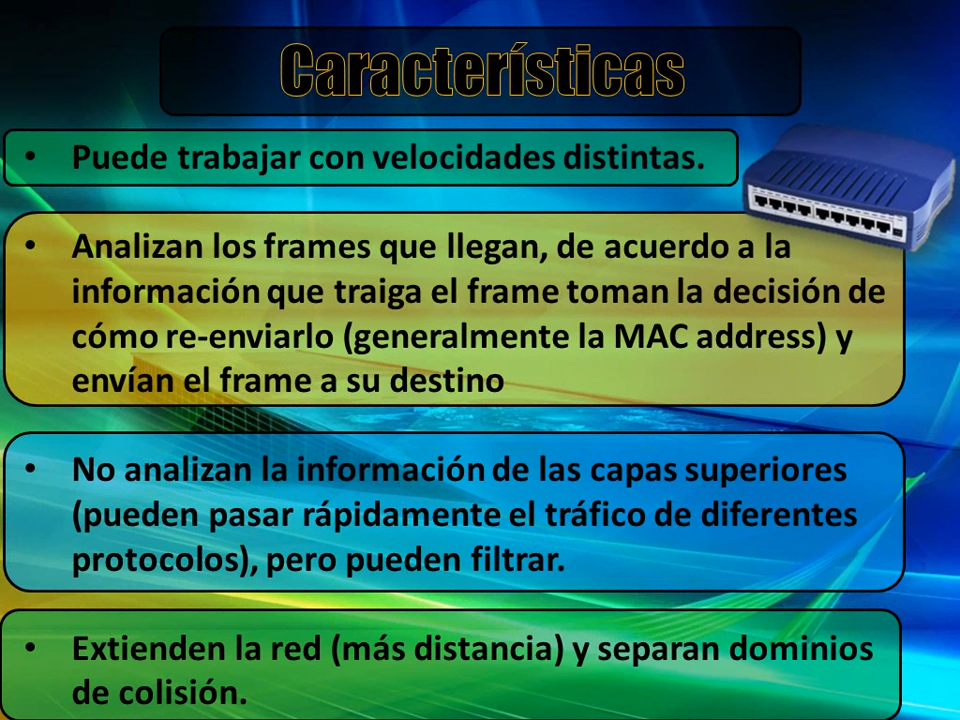 Características
• Puede trabajar con velocidades distintas.
• Analizan los frames que llegan, de acuerdo a la
información que traiga el frame toman la decisión de
cómo re-enviarlo (generalmente la MAC address) y
envían el frame a su destino
• No analizan la información de las capas superiores
(pueden pasar rápidamente el tráfico de diferentes
protocolos), pero pueden filtrar.
• Extienden la red (más distancia) y separan dominios
de colisión.